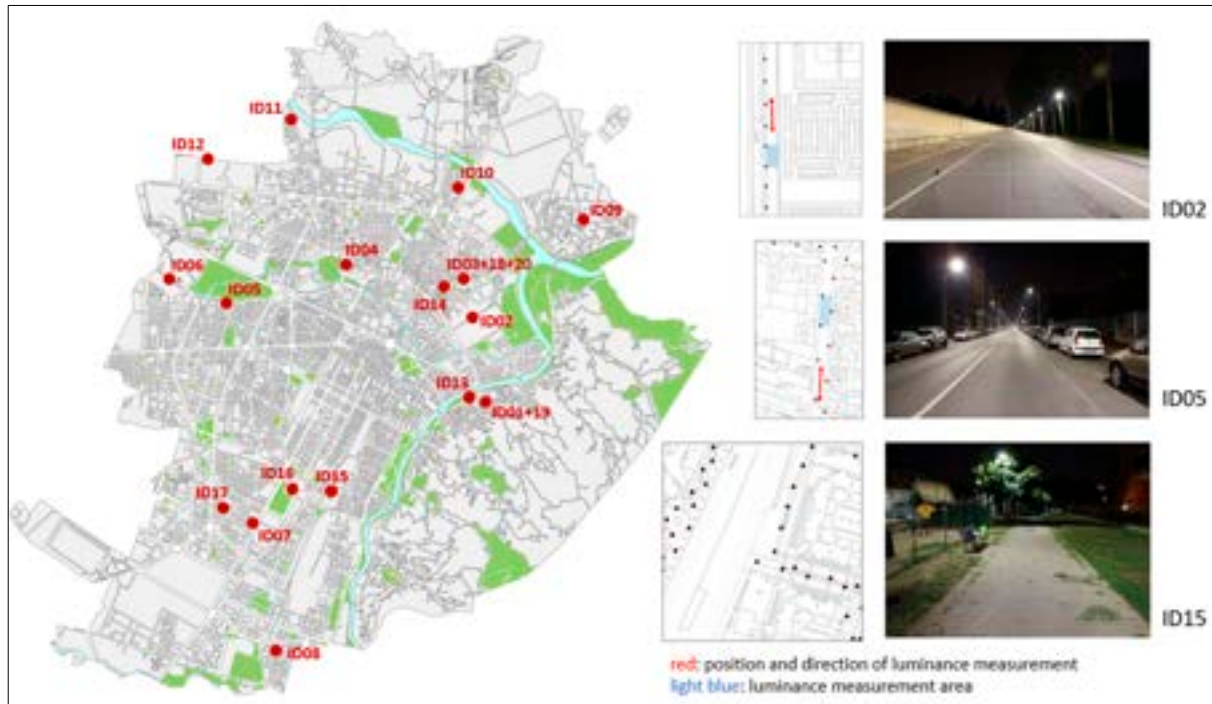 ID11
ID12
ID10
ID09
ID04
ID06
ID03+18+20
ID05
ID14
ID02
ID13
ID01+19
ID16
ID15
ID17
ID07
ID08
ID02
ID05
ID15
red: position and direction of luminance measurement
light blue: luminance measurement area